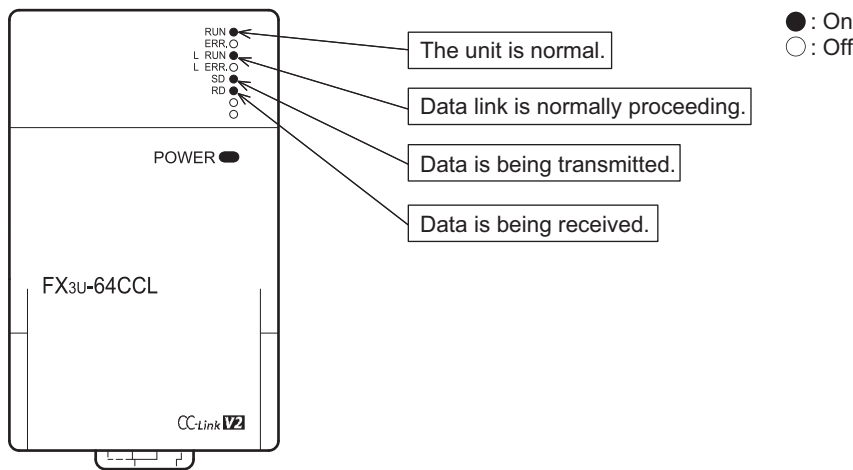 RUN
ERR.
L RUN
L ERR.
SD
RD
POWER
FX3U-64CCL
CC-Link V2
The unit is normal.
Data link is normally proceeding.
Data is being transmitted.
Data is being received.
: On
: Off